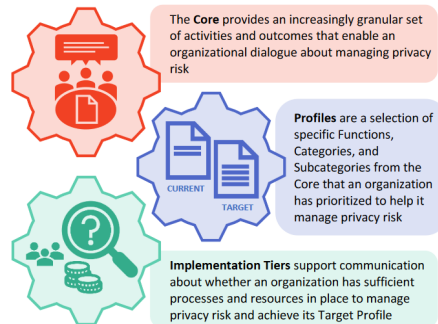 The Core provides an increasingly granular set
of activities and outcomes that enable an
organizational dialogue about managing privacy
risk
Profiles are a selection of
specific Functions,
Categories, and
Subcategories from the
Core that an organization
has prioritized to help it
manage privacy risk
CURRENT
TARGET
Implementation Tiers support communication
about whether an organization has sufficient
processes and resources in place to manage
privacy risk and achieve its Target Profile